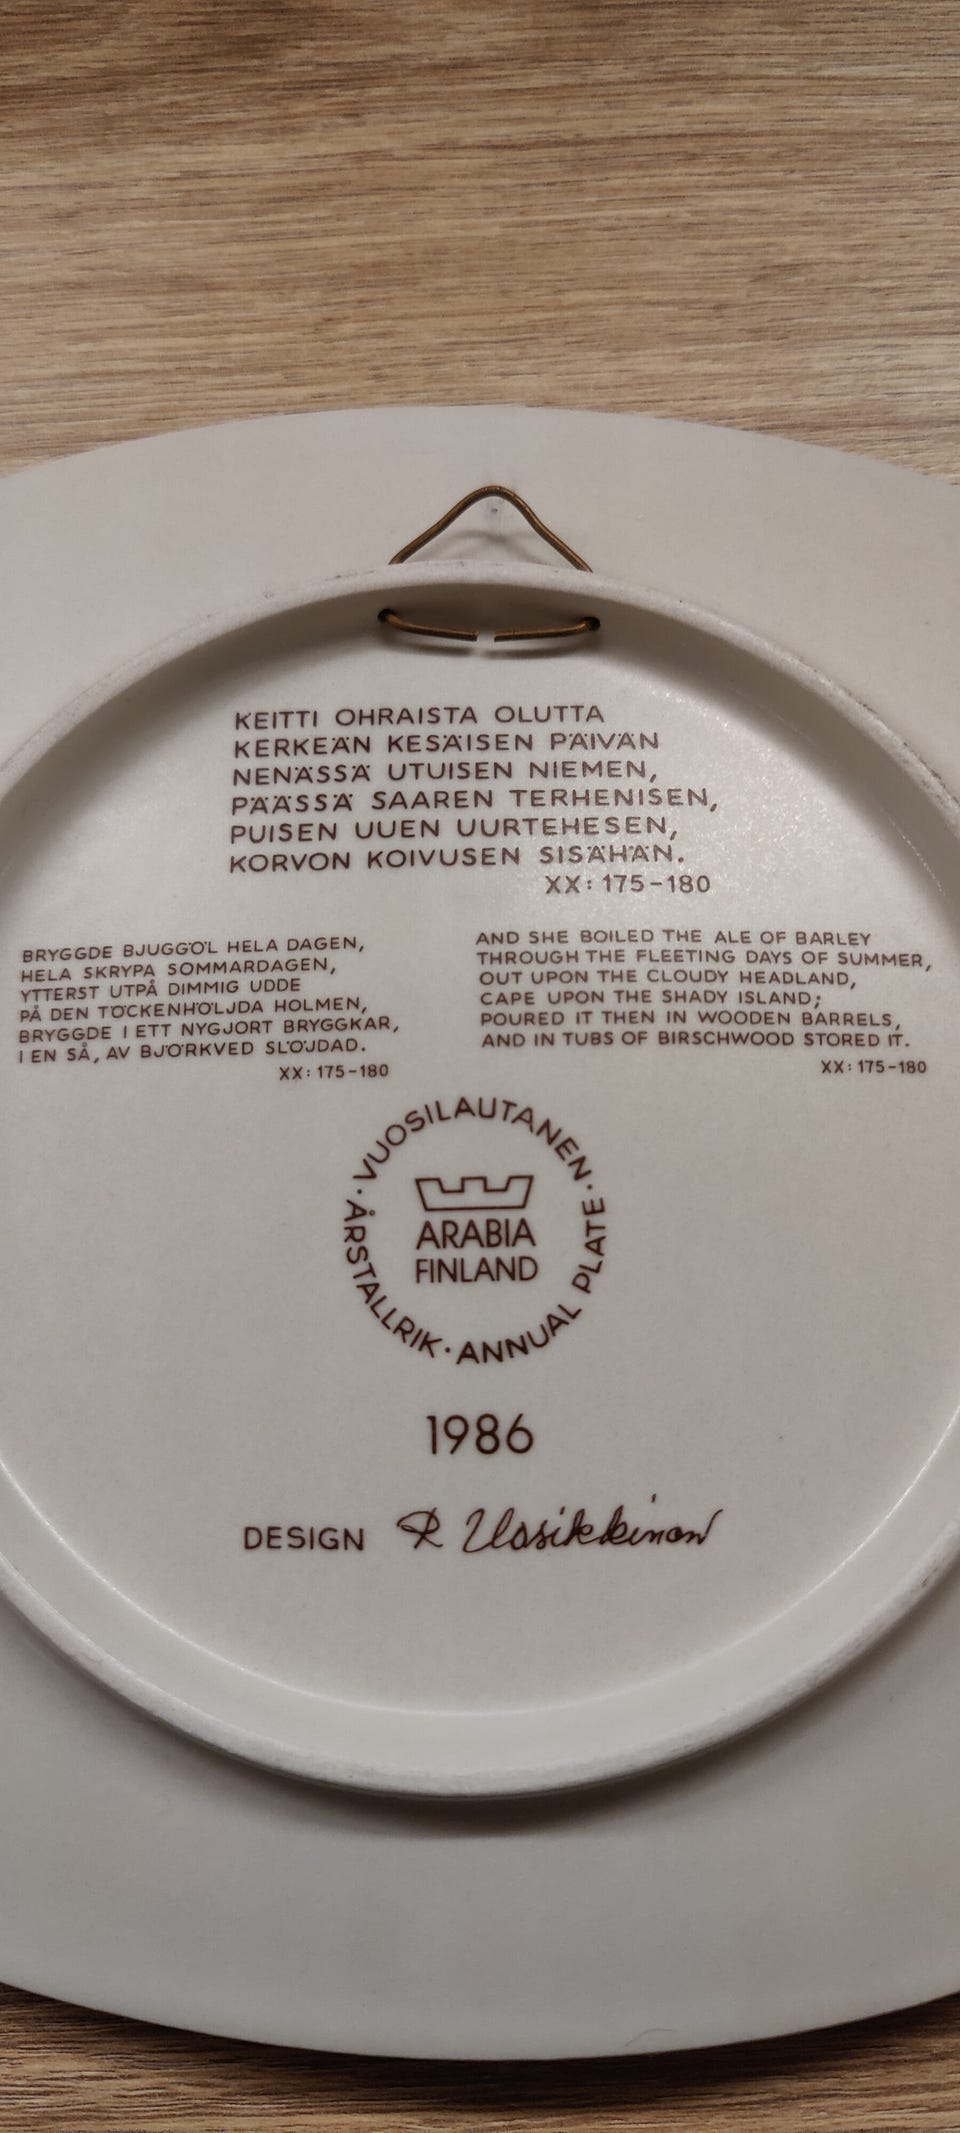 KEITTI OHRAISTA OLUTTA
KERKEÄN KESÄISEN PÄIVÄN
NENÄSSÄ UTUISEN NIEMEN,
PÄÄSSÄ SAAREN TERHENISEN,
PUISEN UUEN UURTEHESEN,
KORVON KOIVUSEN SISÄHÄN.
XX: 175-180
BRYGGDE BJUGGÖL HELA DAGEN,
HELA SKRYPA SOMMARDAGEN,
YTTERST UTPÅ DIMMIG UDDE
PÅ DEN TÖCKENHÖLJDA HOLMEN,
BRYGGDE I ETT NYGJORT BRYGGKAR,
I EN SÅ, AV BJÖRKVED SLÖJDAD.
XX: 175-180
AND SHE BOILED THE ALE OF BARLEY
THROUGH THE FLEETING DAYS OF SUMMER,
OUT UPON THE CLOUDY HEADLAND,
CAPE UPON THE SHADY ISLAND;
POURED IT THEN IN WOODEN BARRELS,
AND IN TUBS OF BIRSCHWOOD STORED IT.
XX: 175-180
· VUOSILAUTANEN · ANNUAL PLATE · ÅRSTALLRIK
ARABIA
FINLAND
1986
DESIGN R Uosikkinen